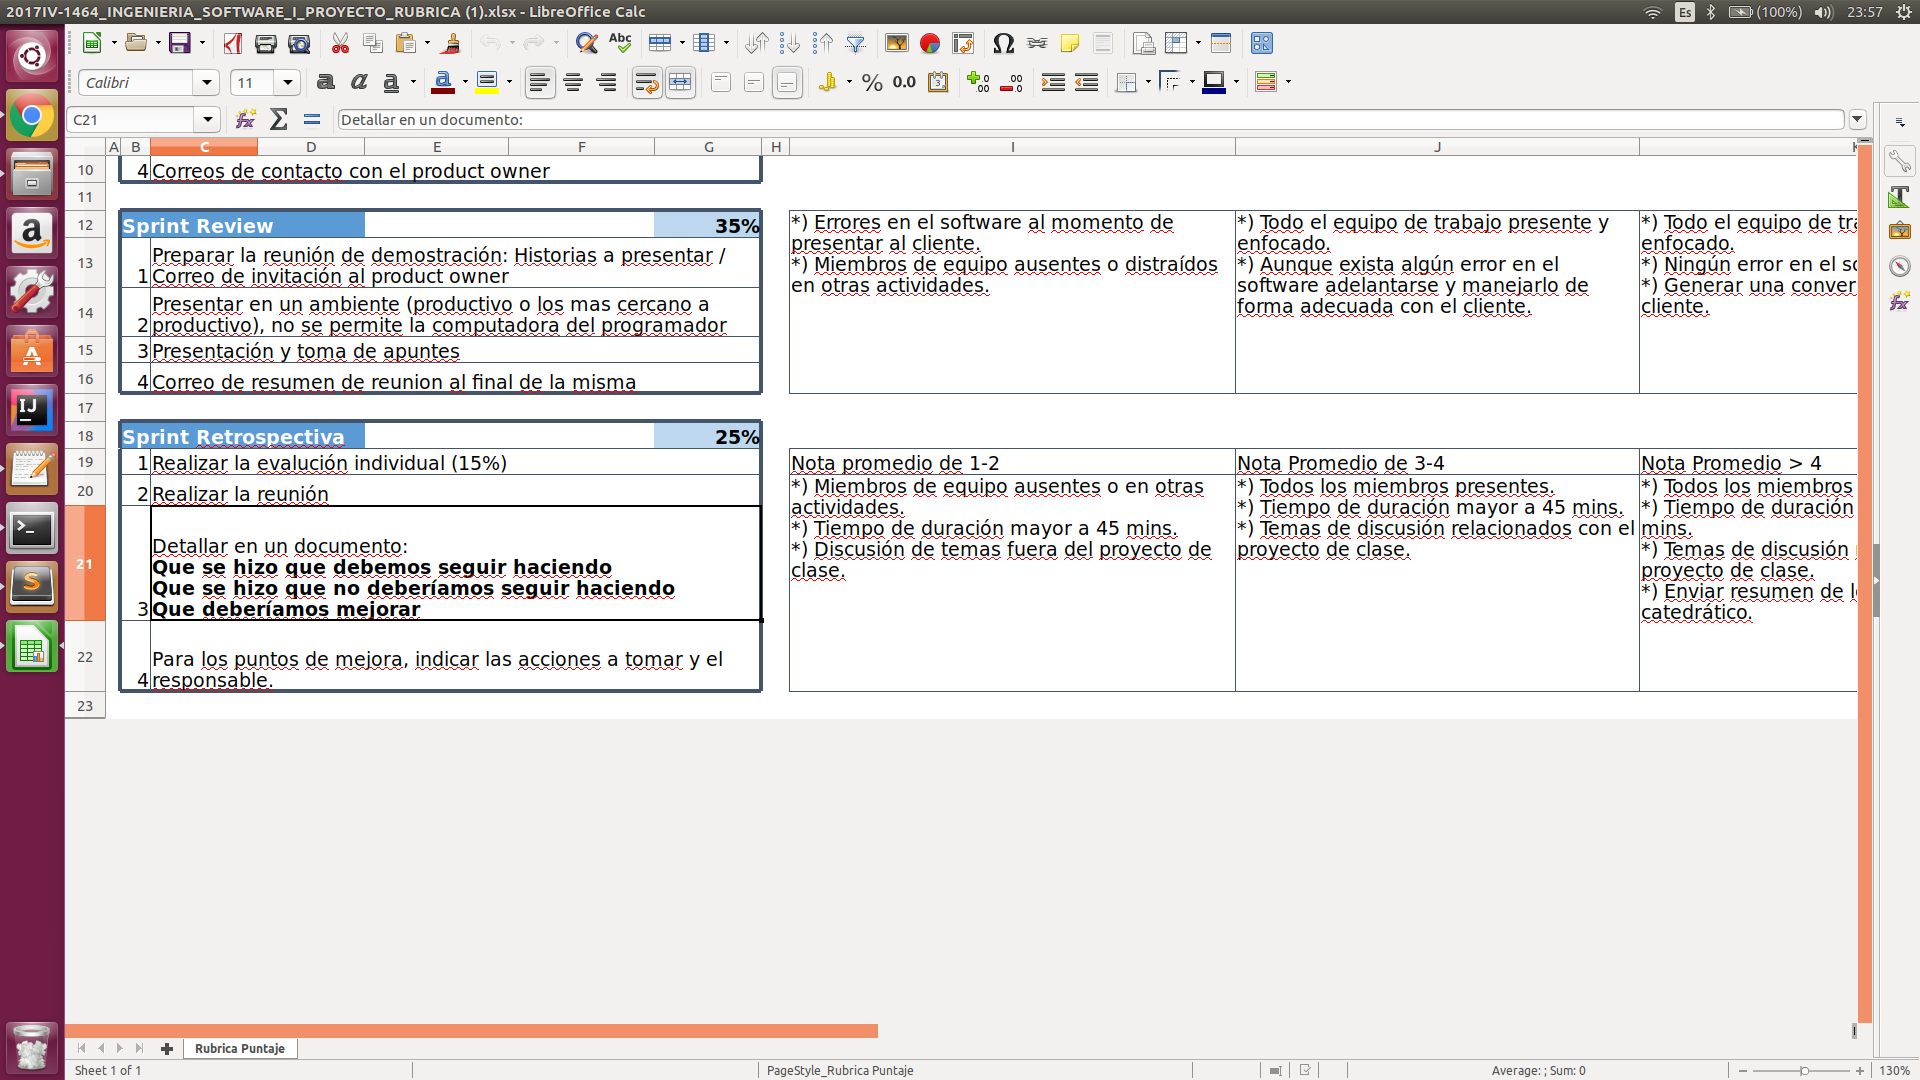 2017IV-1464_INGENIERIA_SOFTWARE_I_PROYECTO_RUBRICA (1).xlsx - LibreOffice Calc
Es (100%) 23:57
Calibri 11
C21 Detallar en un documento:
A B C D E F G H I J
10 4 Correos de contacto con el product owner
11
12 Sprint Review 35%
*) Errores en el software al momento de
presentar al cliente.
*) Miembros de equipo ausentes o distraídos
en otras actividades.
*) Todo el equipo de trabajo presente y
enfocado.
*) Aunque exista algún error en el
software adelantarse y manejarlo de
forma adecuada con el cliente.
*) Todo el equipo de tra
enfocado.
*) Ningún error en el so
*) Generar una conver
cliente.
13 1 Preparar la reunión de demostración: Historias a presentar /
Correo de invitación al product owner
14 2 Presentar en un ambiente (productivo o los mas cercano a
productivo), no se permite la computadora del programador
15 3 Presentación y toma de apuntes
16 4 Correo de resumen de reunion al final de la misma
17
18 Sprint Retrospectiva 25%
19 1 Realizar la evalución individual (15%)
Nota promedio de 1-2
Nota Promedio de 3-4
Nota Promedio > 4
20 2 Realizar la reunión
*) Miembros de equipo ausentes o en otras
actividades.
*) Tiempo de duración mayor a 45 mins.
*) Discusión de temas fuera del proyecto de
clase.
*) Todos los miembros presentes.
*) Tiempo de duración mayor a 45 mins.
*) Temas de discusión relacionados con el
proyecto de clase.
*) Todos los miembros
*) Tiempo de duración
mins.
*) Temas de discusión
proyecto de clase.
*) Enviar resumen de l
catedrático.
21 3 Detallar en un documento:
Que se hizo que debemos seguir haciendo
Que se hizo que no deberíamos seguir haciendo
Que deberíamos mejorar
22 4 Para los puntos de mejora, indicar las acciones a tomar y el
responsable.
23
Rubrica Puntaje
Sheet 1 of 1 PageStyle_Rubrica Puntaje Average: ; Sum: 0 130%